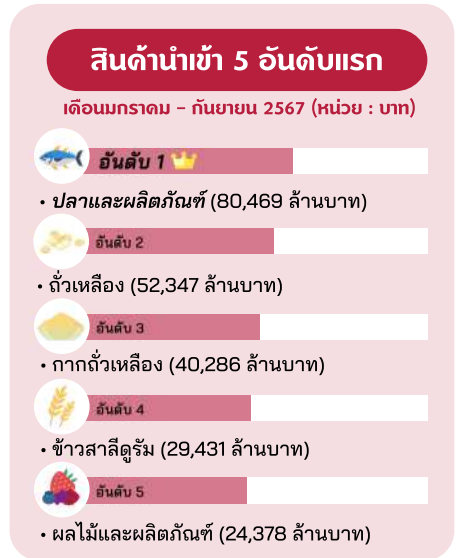 สินค้านำเข้า 5 อันดับแรก
เดือนมกราคม - กันยายน 2567 (หน่วย : บาท)
อันดับ 1
• ปลาและผลิตภัณฑ์ (80,469 ล้านบาท)
อันดับ 2
• ถั่วเหลือง (52,347 ล้านบาท)
อันดับ 3
• กากถั่วเหลือง (40,286 ล้านบาท)
อันดับ 4
• ข้าวสาลีดูรัม (29,431 ล้านบาท)
อันดับ 5
• ผลไม้และผลิตภัณฑ์ (24,378 ล้านบาท)